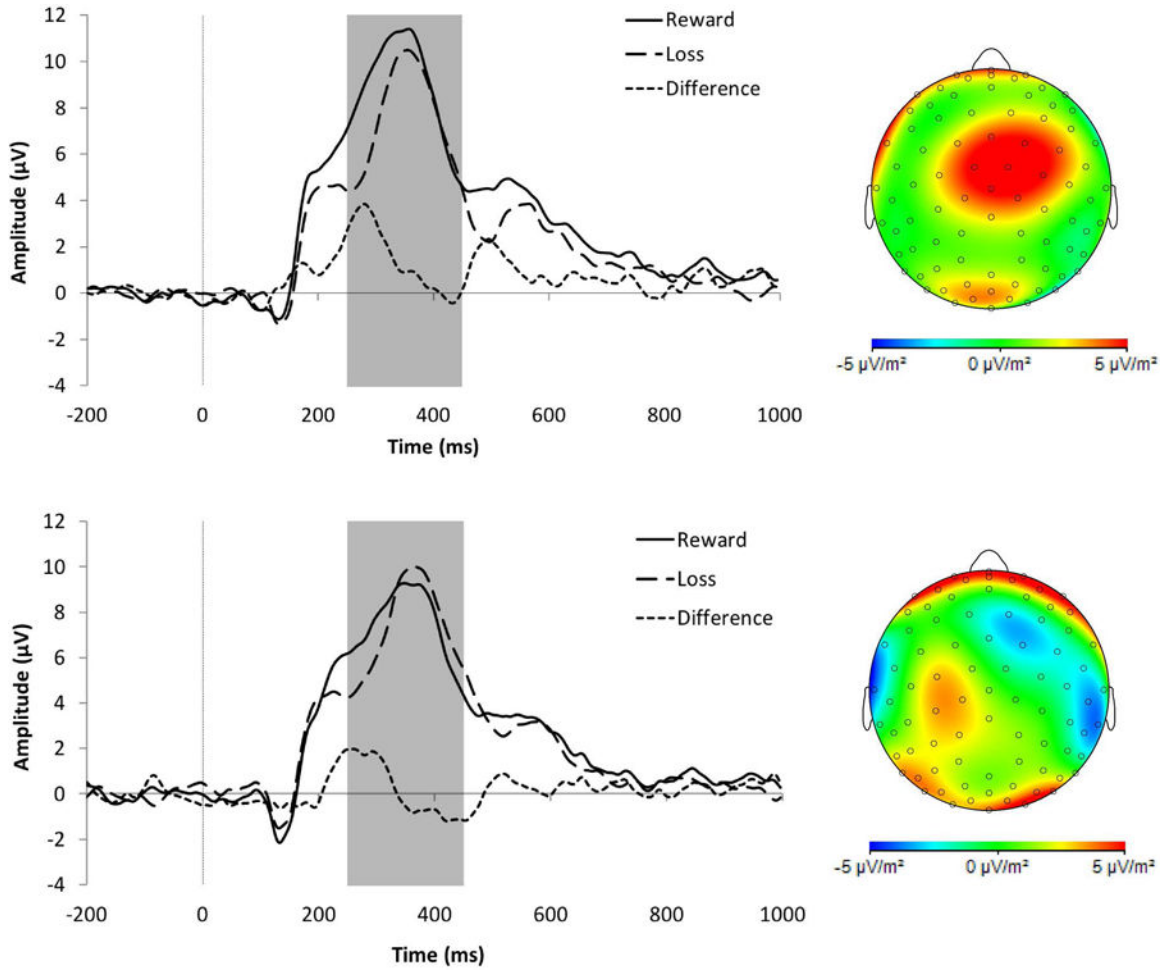 12
10
8
6
4
2
0
-2
-4
Amplitude (µV)
-200 0 200 400 600 800 1000
Time (ms)
Reward
Loss
Difference
-5 µV/m² 0 µV/m² 5 µV/m²
12
10
8
6
4
2
0
-2
-4
Amplitude (µV)
-200 0 200 400 600 800 1000
Time (ms)
Reward
Loss
Difference
-5 µV/m² 0 µV/m² 5 µV/m²